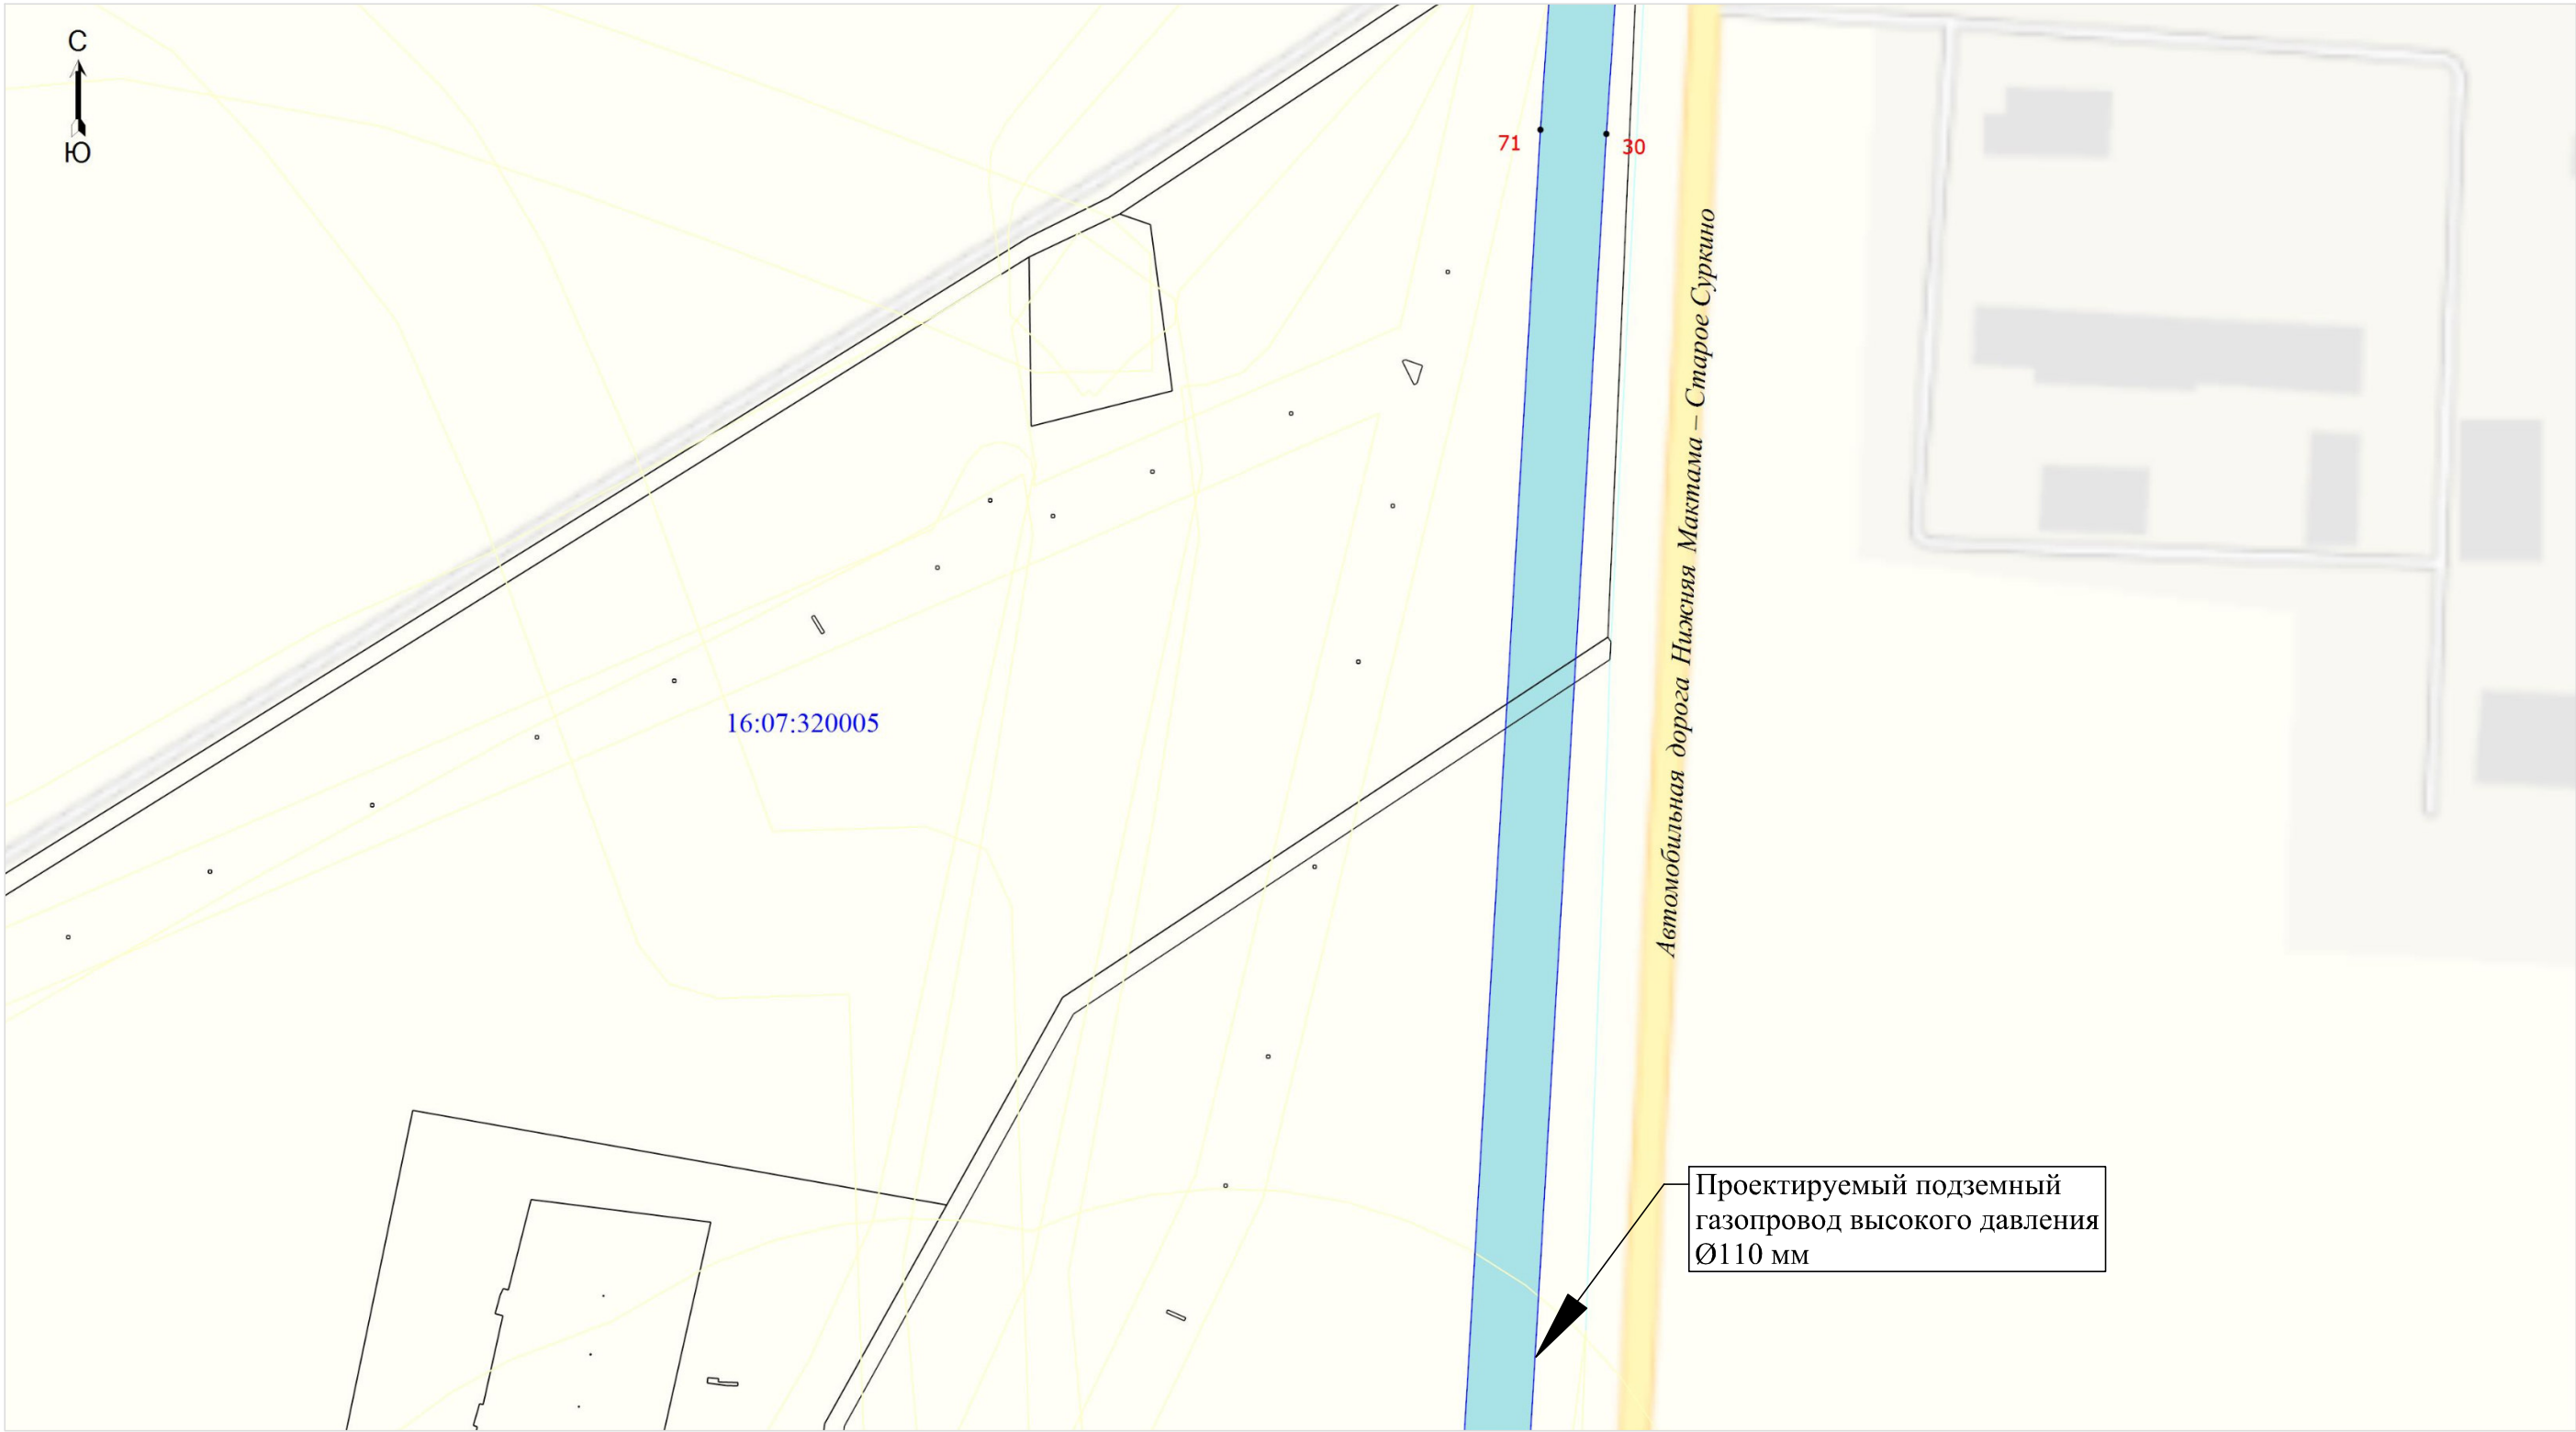 С
Ю
71
30
Автомобильная дорога Нижняя Мактама – Старое Суркино
16:07:320005
Проектируемый подземный
газопровод высокого давления
Ø110 мм